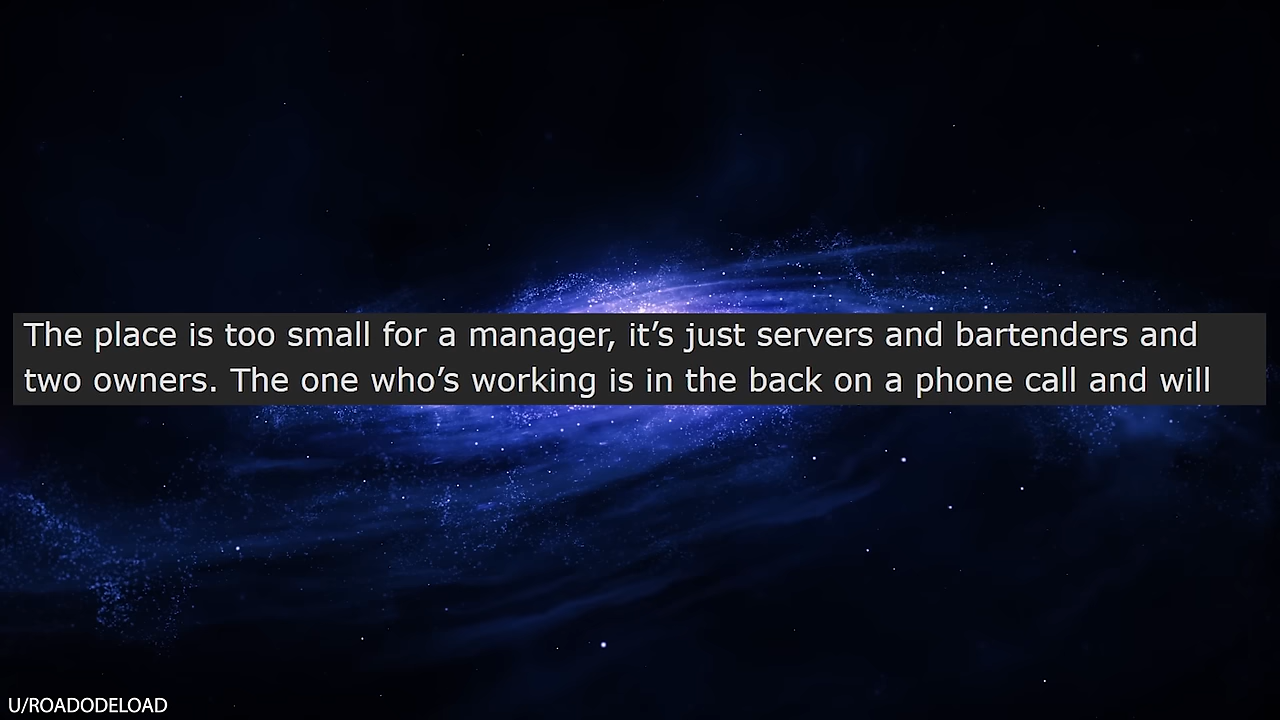 The place is too small for a manager, it’s just servers and bartenders and
two owners. The one who’s working is in the back on a phone call and will
U/ROADODELOAD